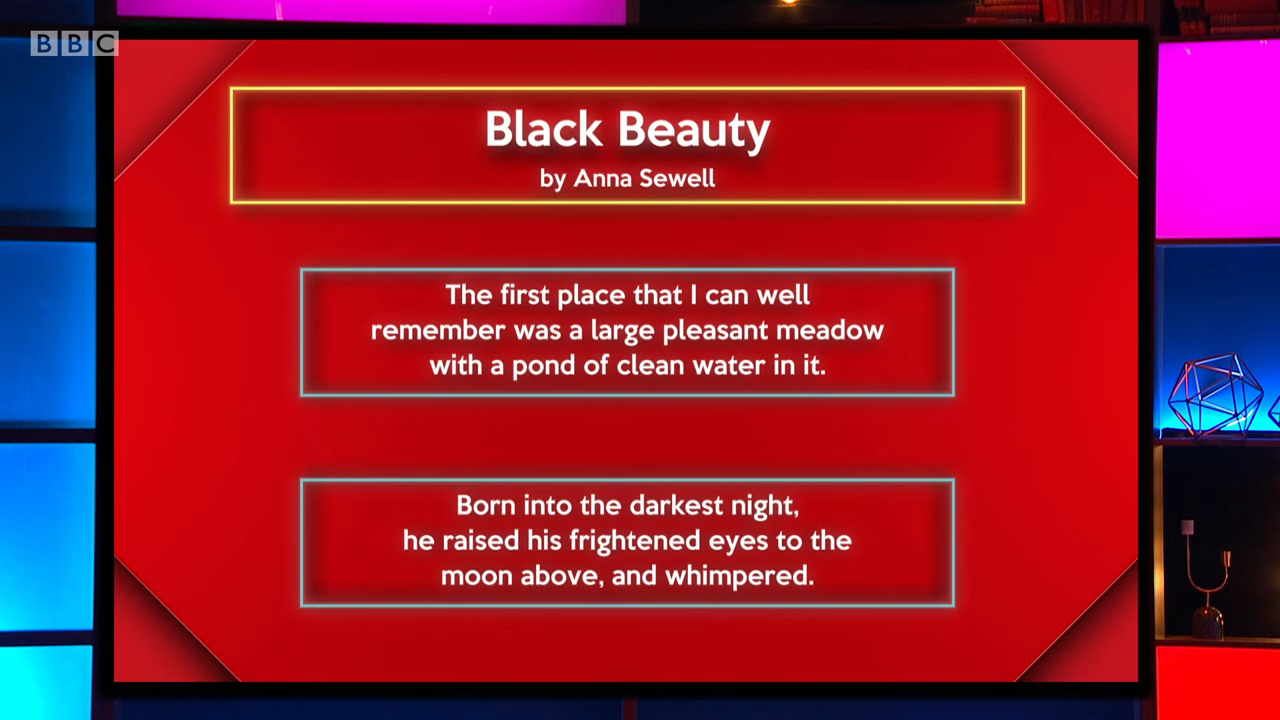 BBC
Black Beauty
by Anna Sewell
The first place that I can well
remember was a large pleasant meadow
with a pond of clean water in it.
Born into the darkest night,
he raised his frightened eyes to the
moon above, and whimpered.